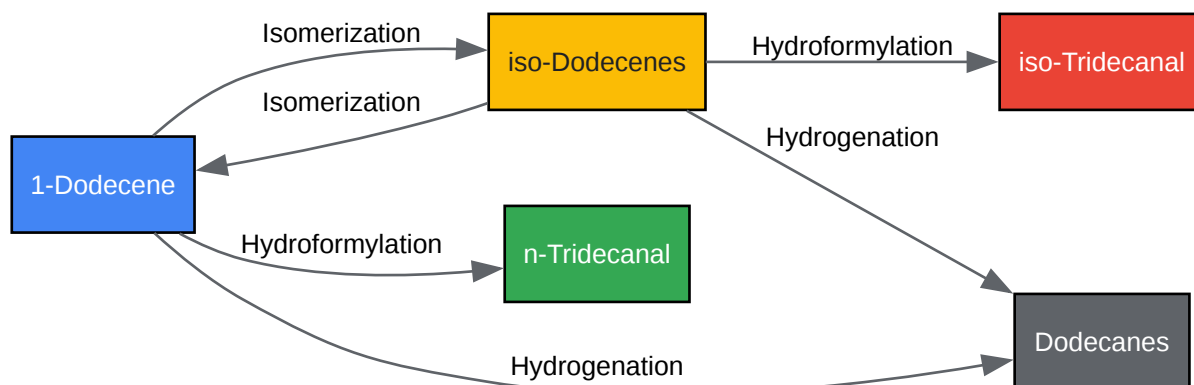 Isomerization
iso-Dodecenes
Hydroformylation
iso-Tridecanal
Isomerization
Hydrogenation
1-Dodecene
Hydroformylation
n-Tridecanal
Dodecanes
Hydrogenation